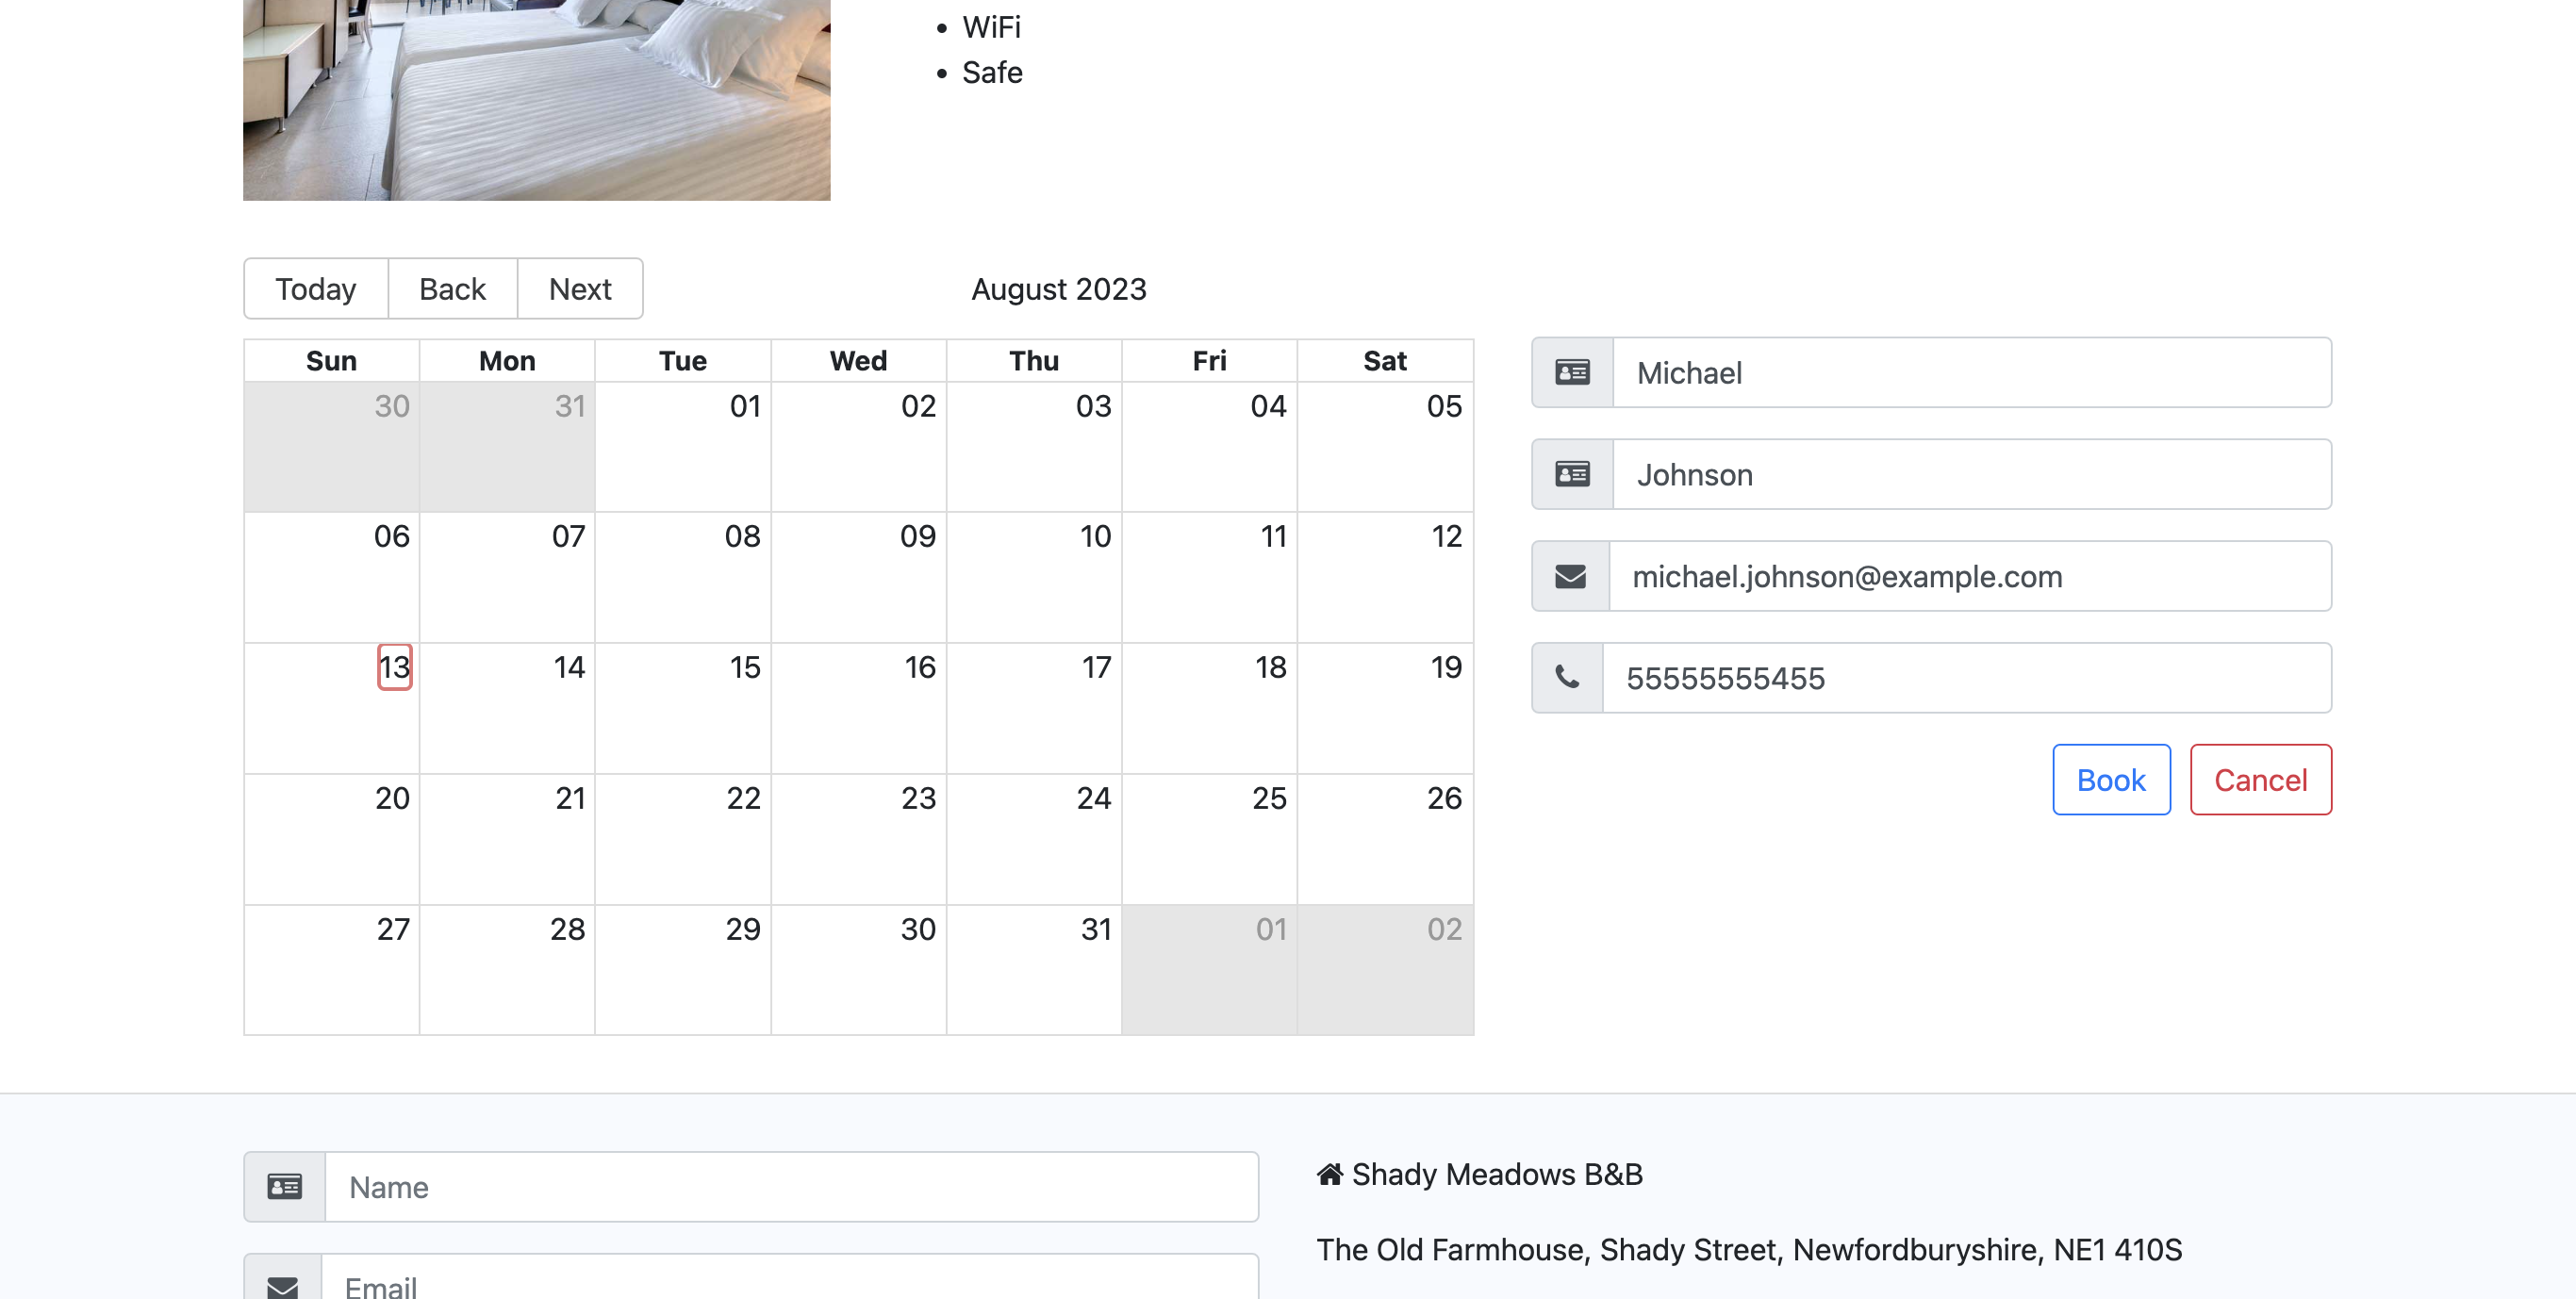 WiFi
Safe
Today Back Next
August 2023
Sun Mon Tue Wed Thu Fri Sat
30 31 01 02 03 04 05
06 07 08 09 10 11 12
13 14 15 16 17 18 19
20 21 22 23 24 25 26
27 28 29 30 31 01 02
Michael
Johnson
michael.johnson@example.com
55555555455
Book Cancel
Name
Email
Shady Meadows B&B
The Old Farmhouse, Shady Street, Newfordburyshire, NE1 410S